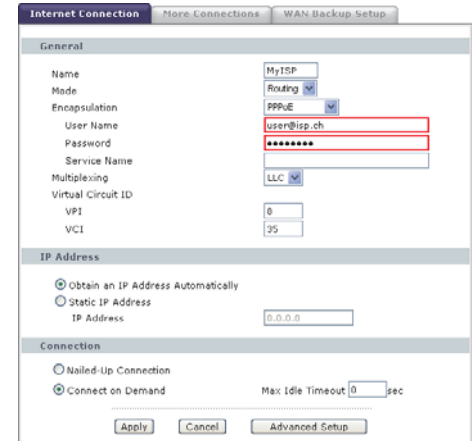 Internet Connection More Connections WAN Backup Setup
General
Name MyISP
Mode Routing
Encapsulation PPPoE
User Name user@isp.ch
Password ●●●●●●●●
Service Name
Multiplexing LLC
Virtual Circuit ID
VPI 8
VCI 35
IP Address
Obtain an IP Address Automatically
Static IP Address
IP Address 0.0.0.0
Connection
Nailed-Up Connection
Connect on Demand Max Idle Timeout 0 sec
Apply Cancel Advanced Setup